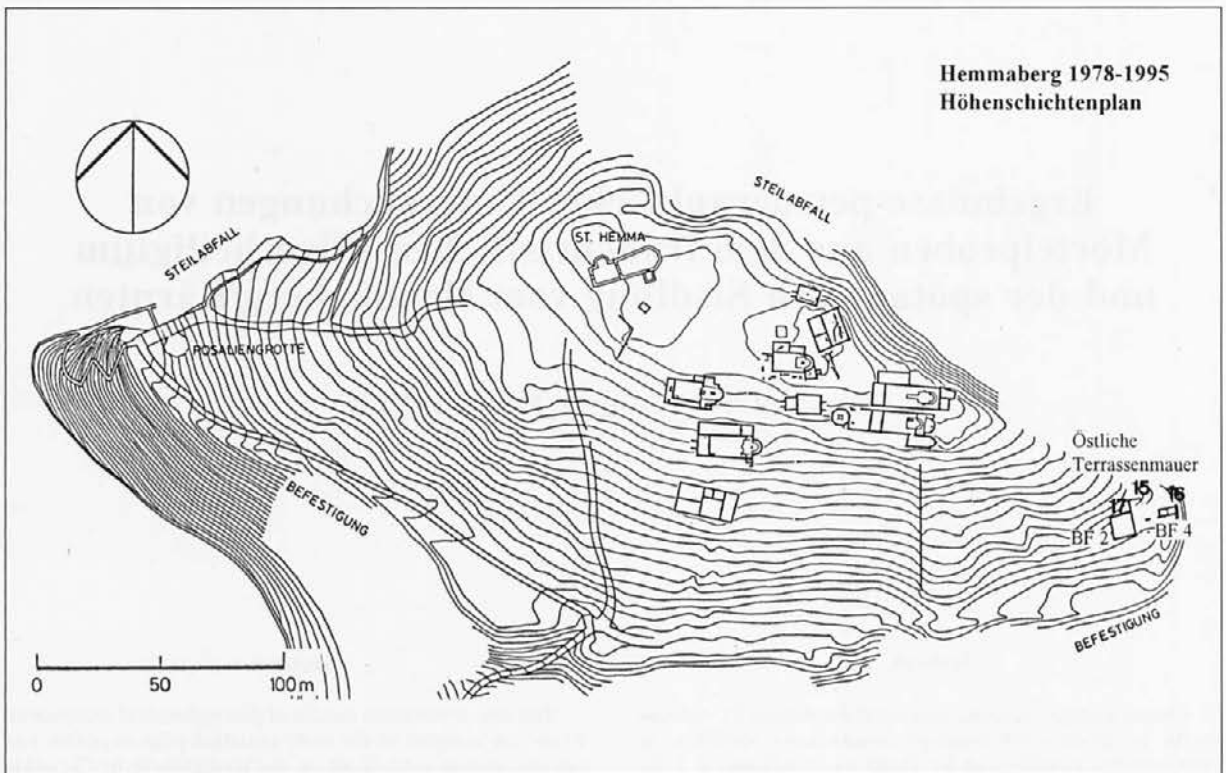 Hemmaberg 1978-1995
Höhenschichtenplan
STEILABFALL
ST. HEMMA
STEILABFALL
ROSALIENGROTTE
BEFESTIGUNG
Östliche
Terrassenmauer
15
16
17
BF 2
BF 4
BEFESTIGUNG
0 50 100 m